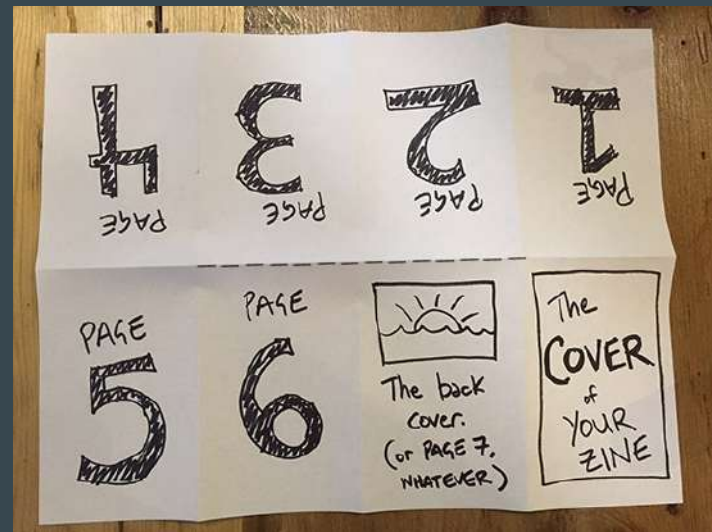 PAGE
4
PAGE
3
PAGE
2
PAGE
1
PAGE
5
PAGE
6
The back
cover.
(or PAGE 7,
WHATEVER)
The
COVER
of
YOUR
ZINE